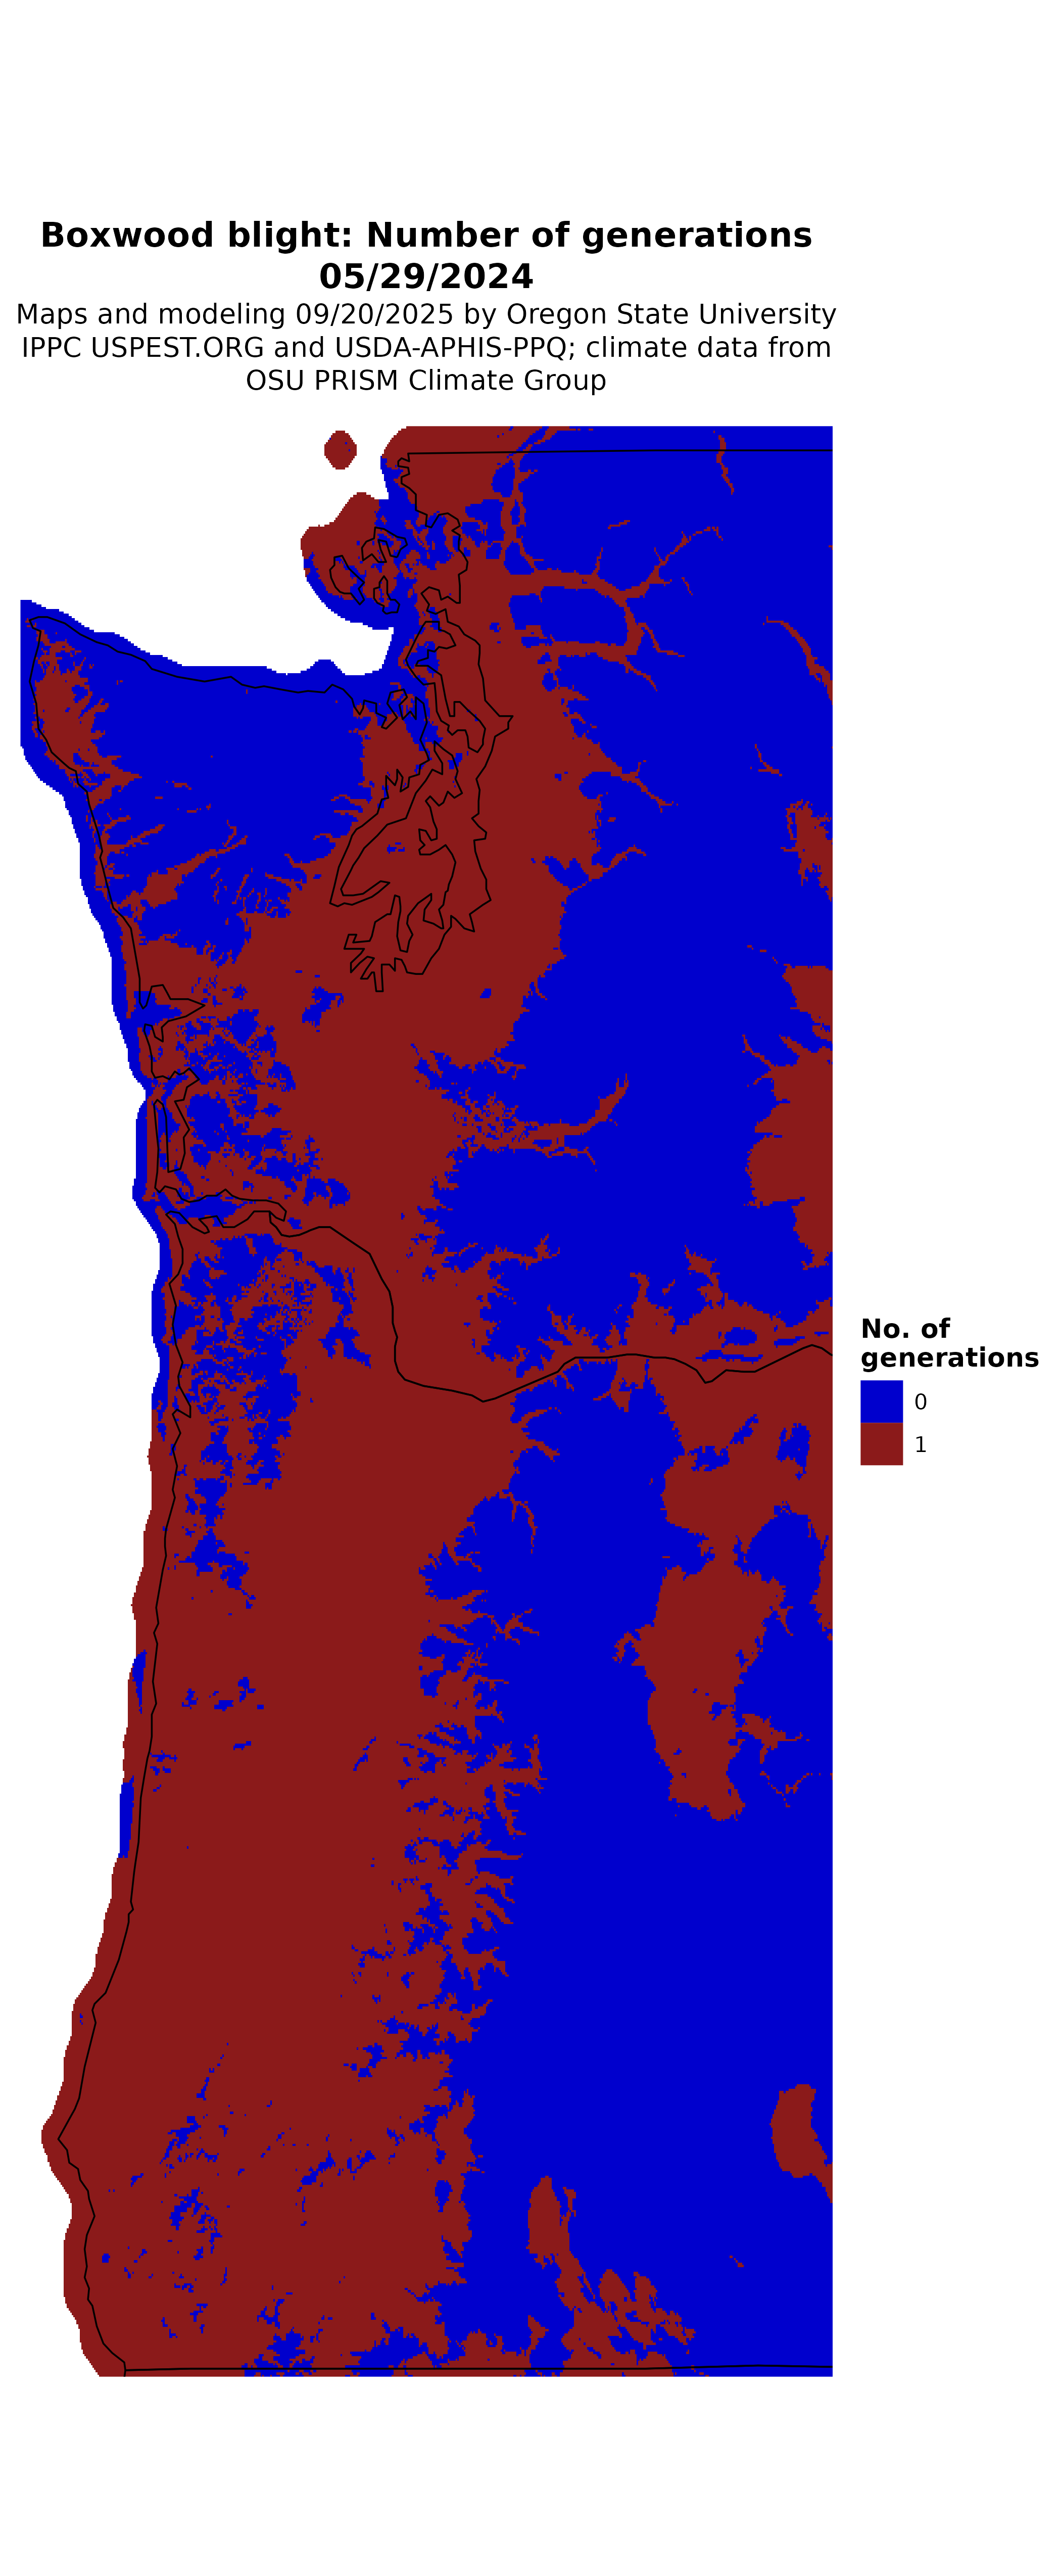 Boxwood blight: Number of generations
05/29/2024
Maps and modeling 09/20/2025 by Oregon State University
IPPC USPEST.ORG and USDA-APHIS-PPQ; climate data from
OSU PRISM Climate Group
No. of
generations
0
1